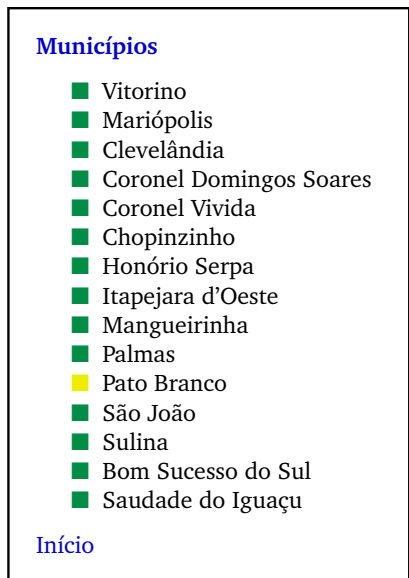 Municípios
Vitorino
Mariópolis
Clevelândia
Coronel Domingos Soares
Coronel Vivida
Chopinzinho
Honório Serpa
Itapejara d’Oeste
Mangueirinha
Palmas
Pato Branco
São João
Sulina
Bom Sucesso do Sul
Saudade do Iguaçu
Início